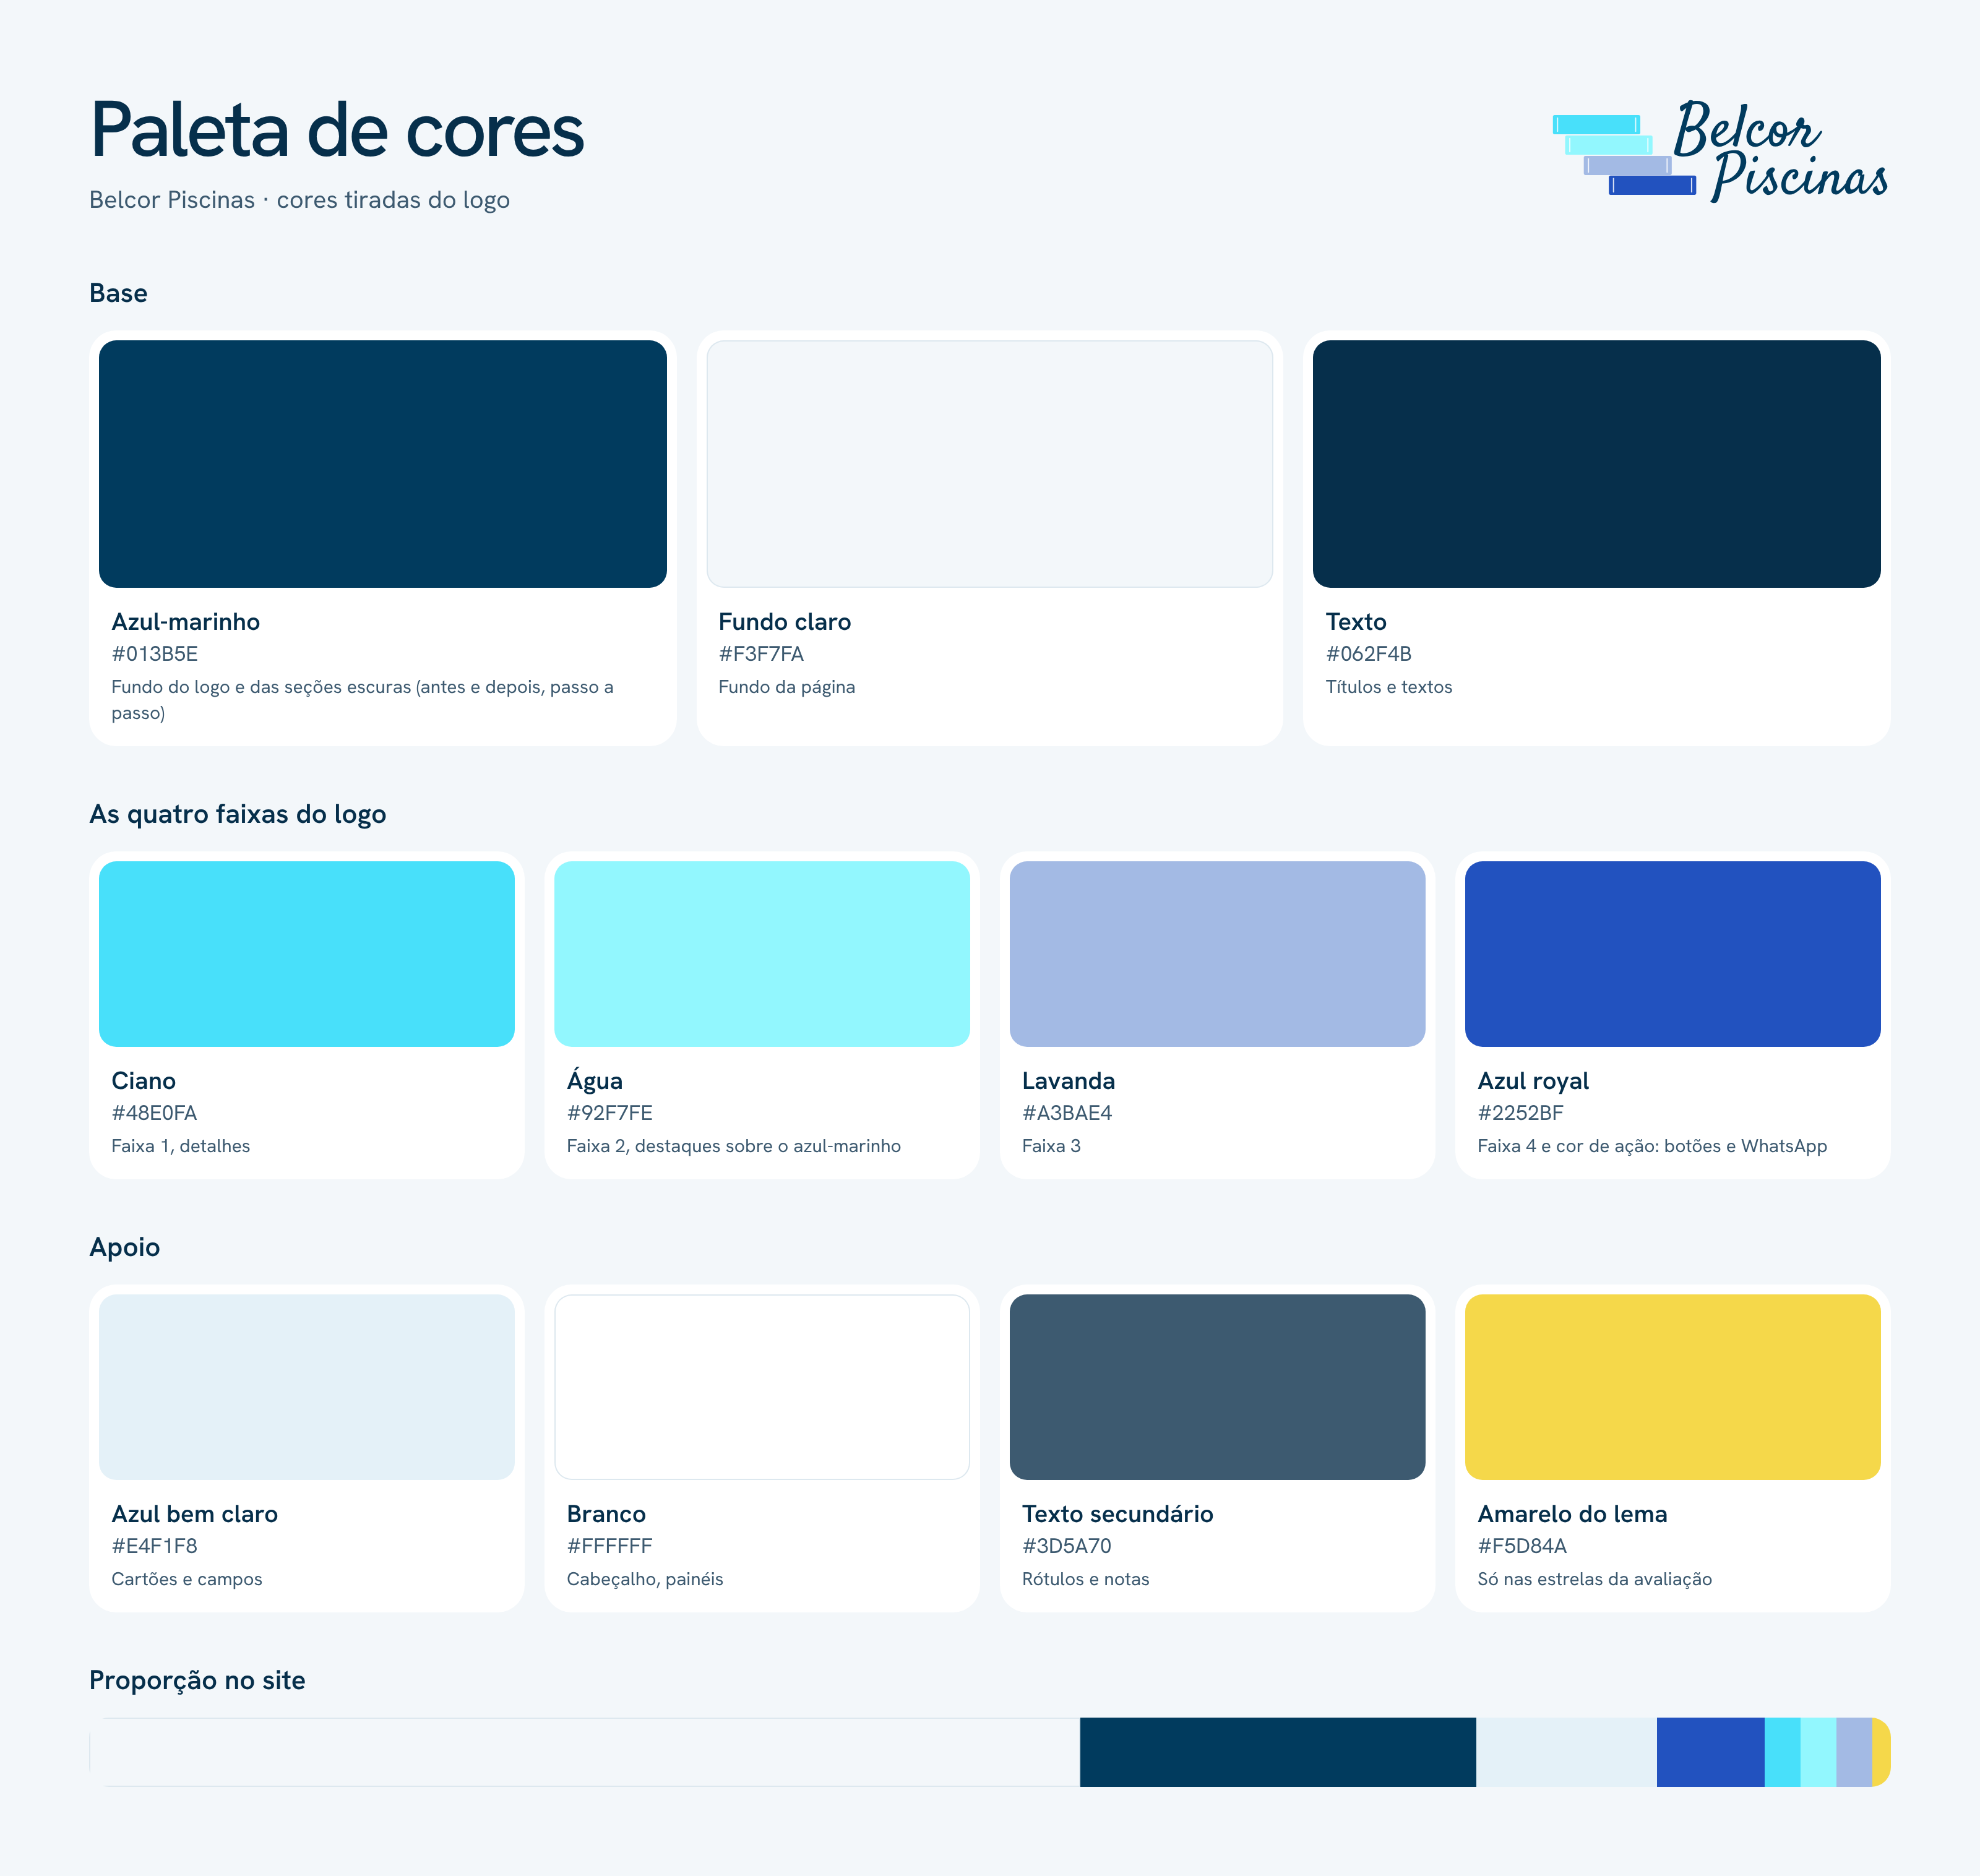 Paleta de cores
Belcor Piscinas · cores tiradas do logo
Belcor
Piscinas
Base
Azul-marinho
#013B5E
Fundo do logo e das seções escuras (antes e depois, passo a
passo)
Fundo claro
#F3F7FA
Fundo da página
Texto
#062F4B
Títulos e textos
As quatro faixas do logo
Ciano
#48E0FA
Faixa 1, detalhes
Água
#92F7FE
Faixa 2, destaques sobre o azul-marinho
Lavanda
#A3BAE4
Faixa 3
Azul royal
#2252BF
Faixa 4 e cor de ação: botões e WhatsApp
Apoio
Azul bem claro
#E4F1F8
Cartões e campos
Branco
#FFFFFF
Cabeçalho, painéis
Texto secundário
#3D5A70
Rótulos e notas
Amarelo do lema
#F5D84A
Só nas estrelas da avaliação
Proporção no site